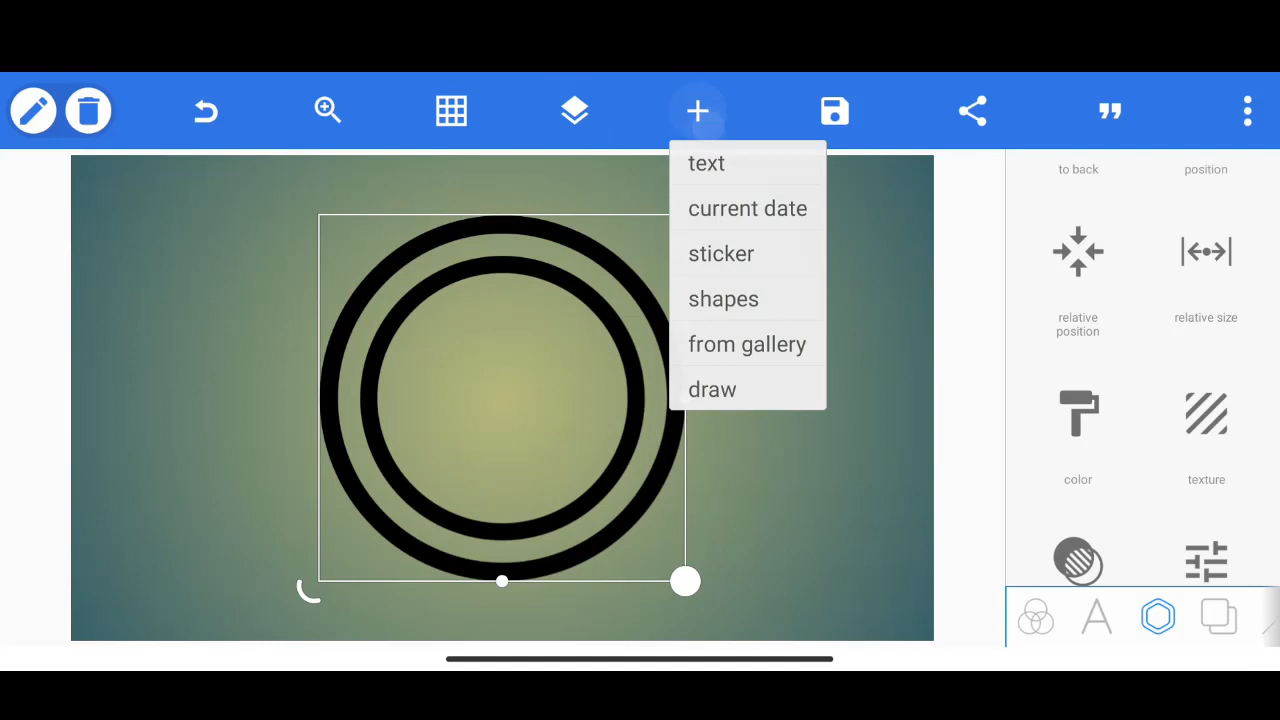 text
current date
sticker
shapes
from gallery
draw
to back
position
relative
position
relative size
color
texture